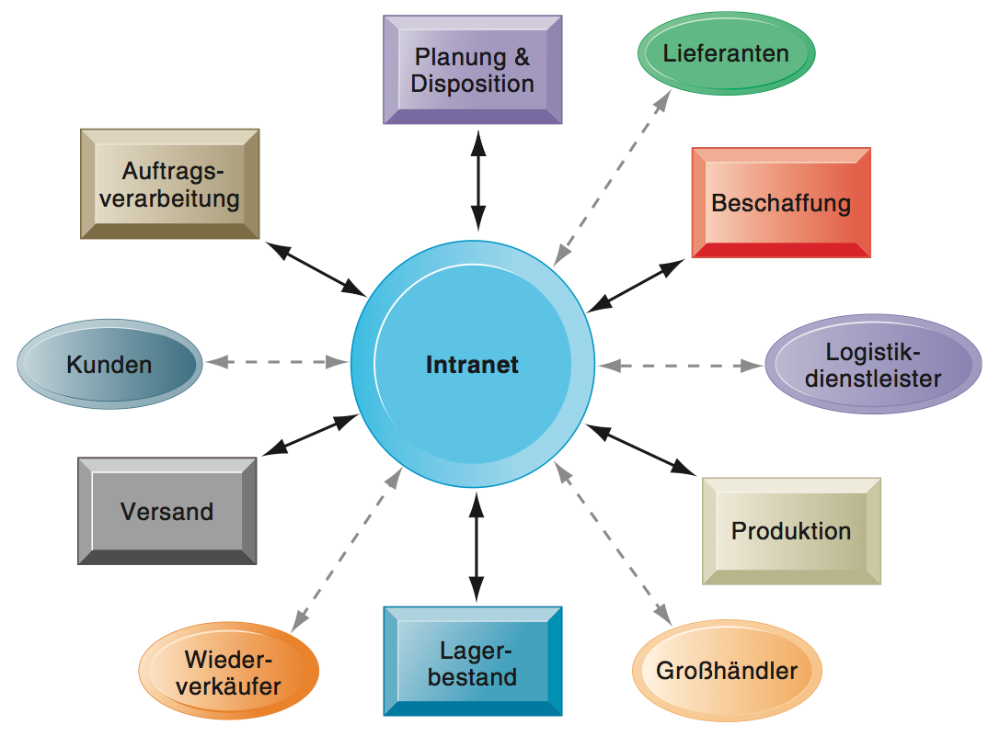 Planung &
Disposition
Lieferanten
Auftrags-
verarbeitung
Beschaffung
Kunden
Intranet
Logistik-
dienstleister
Versand
Produktion
Wieder-
verkäufer
Lager-
bestand
Großhändler